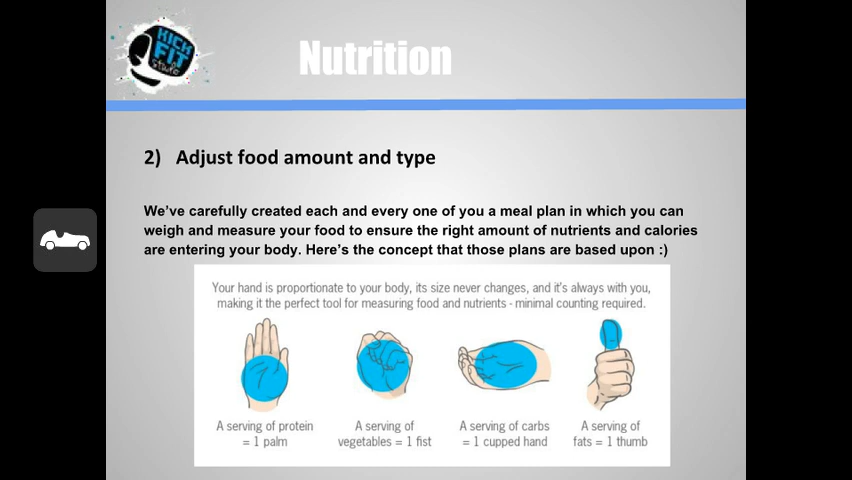 KICK
FIT
Studio
Nutrition
2) Adjust food amount and type
We've carefully created each and every one of you a meal plan in which you can
weigh and measure your food to ensure the right amount of nutrients and calories
are entering your body. Here's the concept that those plans are based upon :)
Your hand is proportionate to your body, its size never changes, and it's always with you,
making it the perfect tool for measuring food and nutrients - minimal counting required.
A serving of protein
= 1 palm
A serving of
vegetables = 1 fist
A serving of carbs
= 1 cupped hand
A serving of
fats = 1 thumb